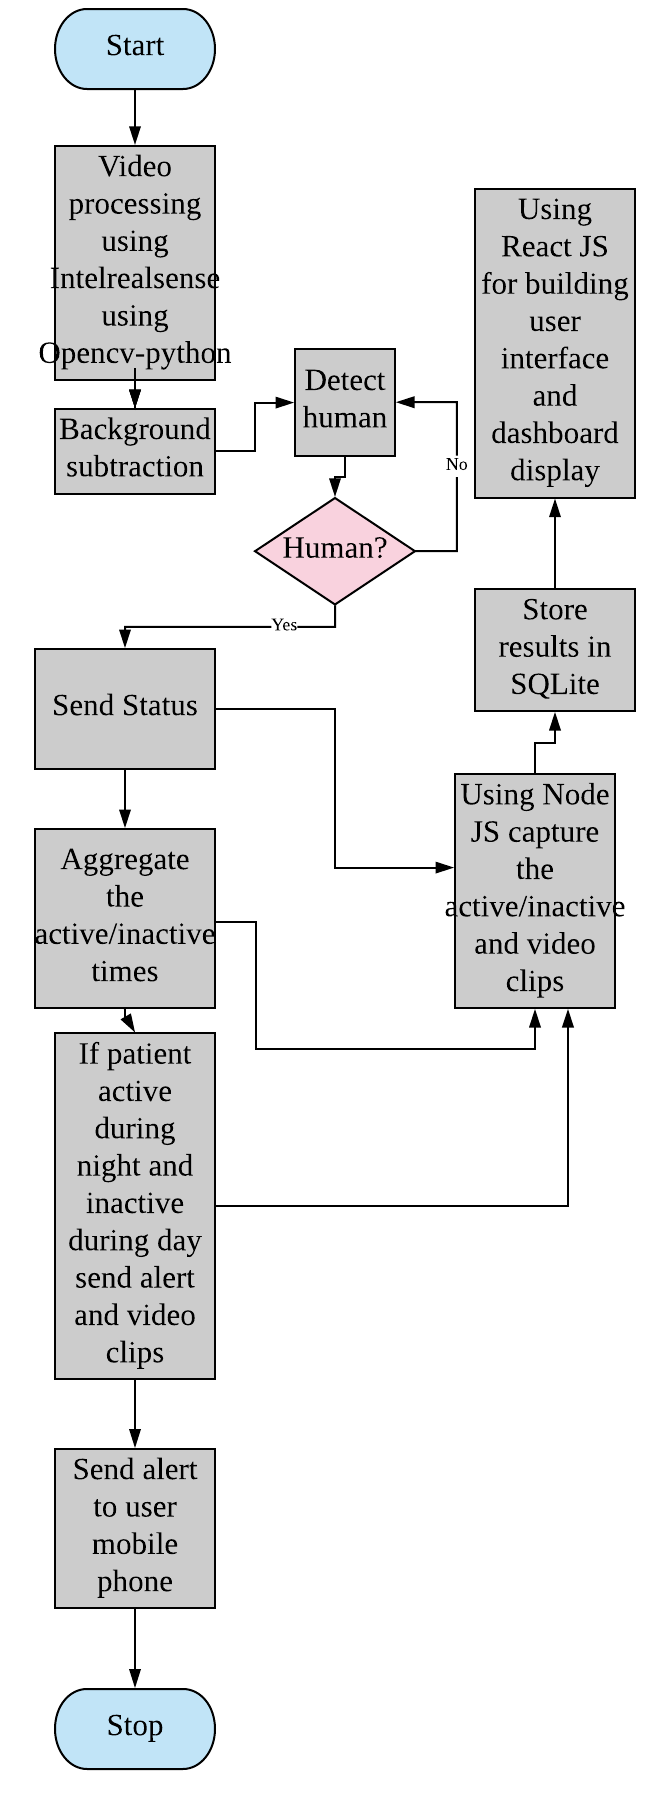 Start
Video
processing
using
Intelrealsense
using
Opencv-python
Background
subtraction
Detect
human
Human?
No
Yes
Send Status
Aggregate
the
active/inactive
times
If patient
active
during
night and
inactive
during day
send alert
and video
clips
Send alert
to user
mobile
phone
Stop
Using
React JS
for building
user
interface
and
dashboard
display
Store
results in
SQLite
Using Node
JS capture
the
active/inactive
and video
clips